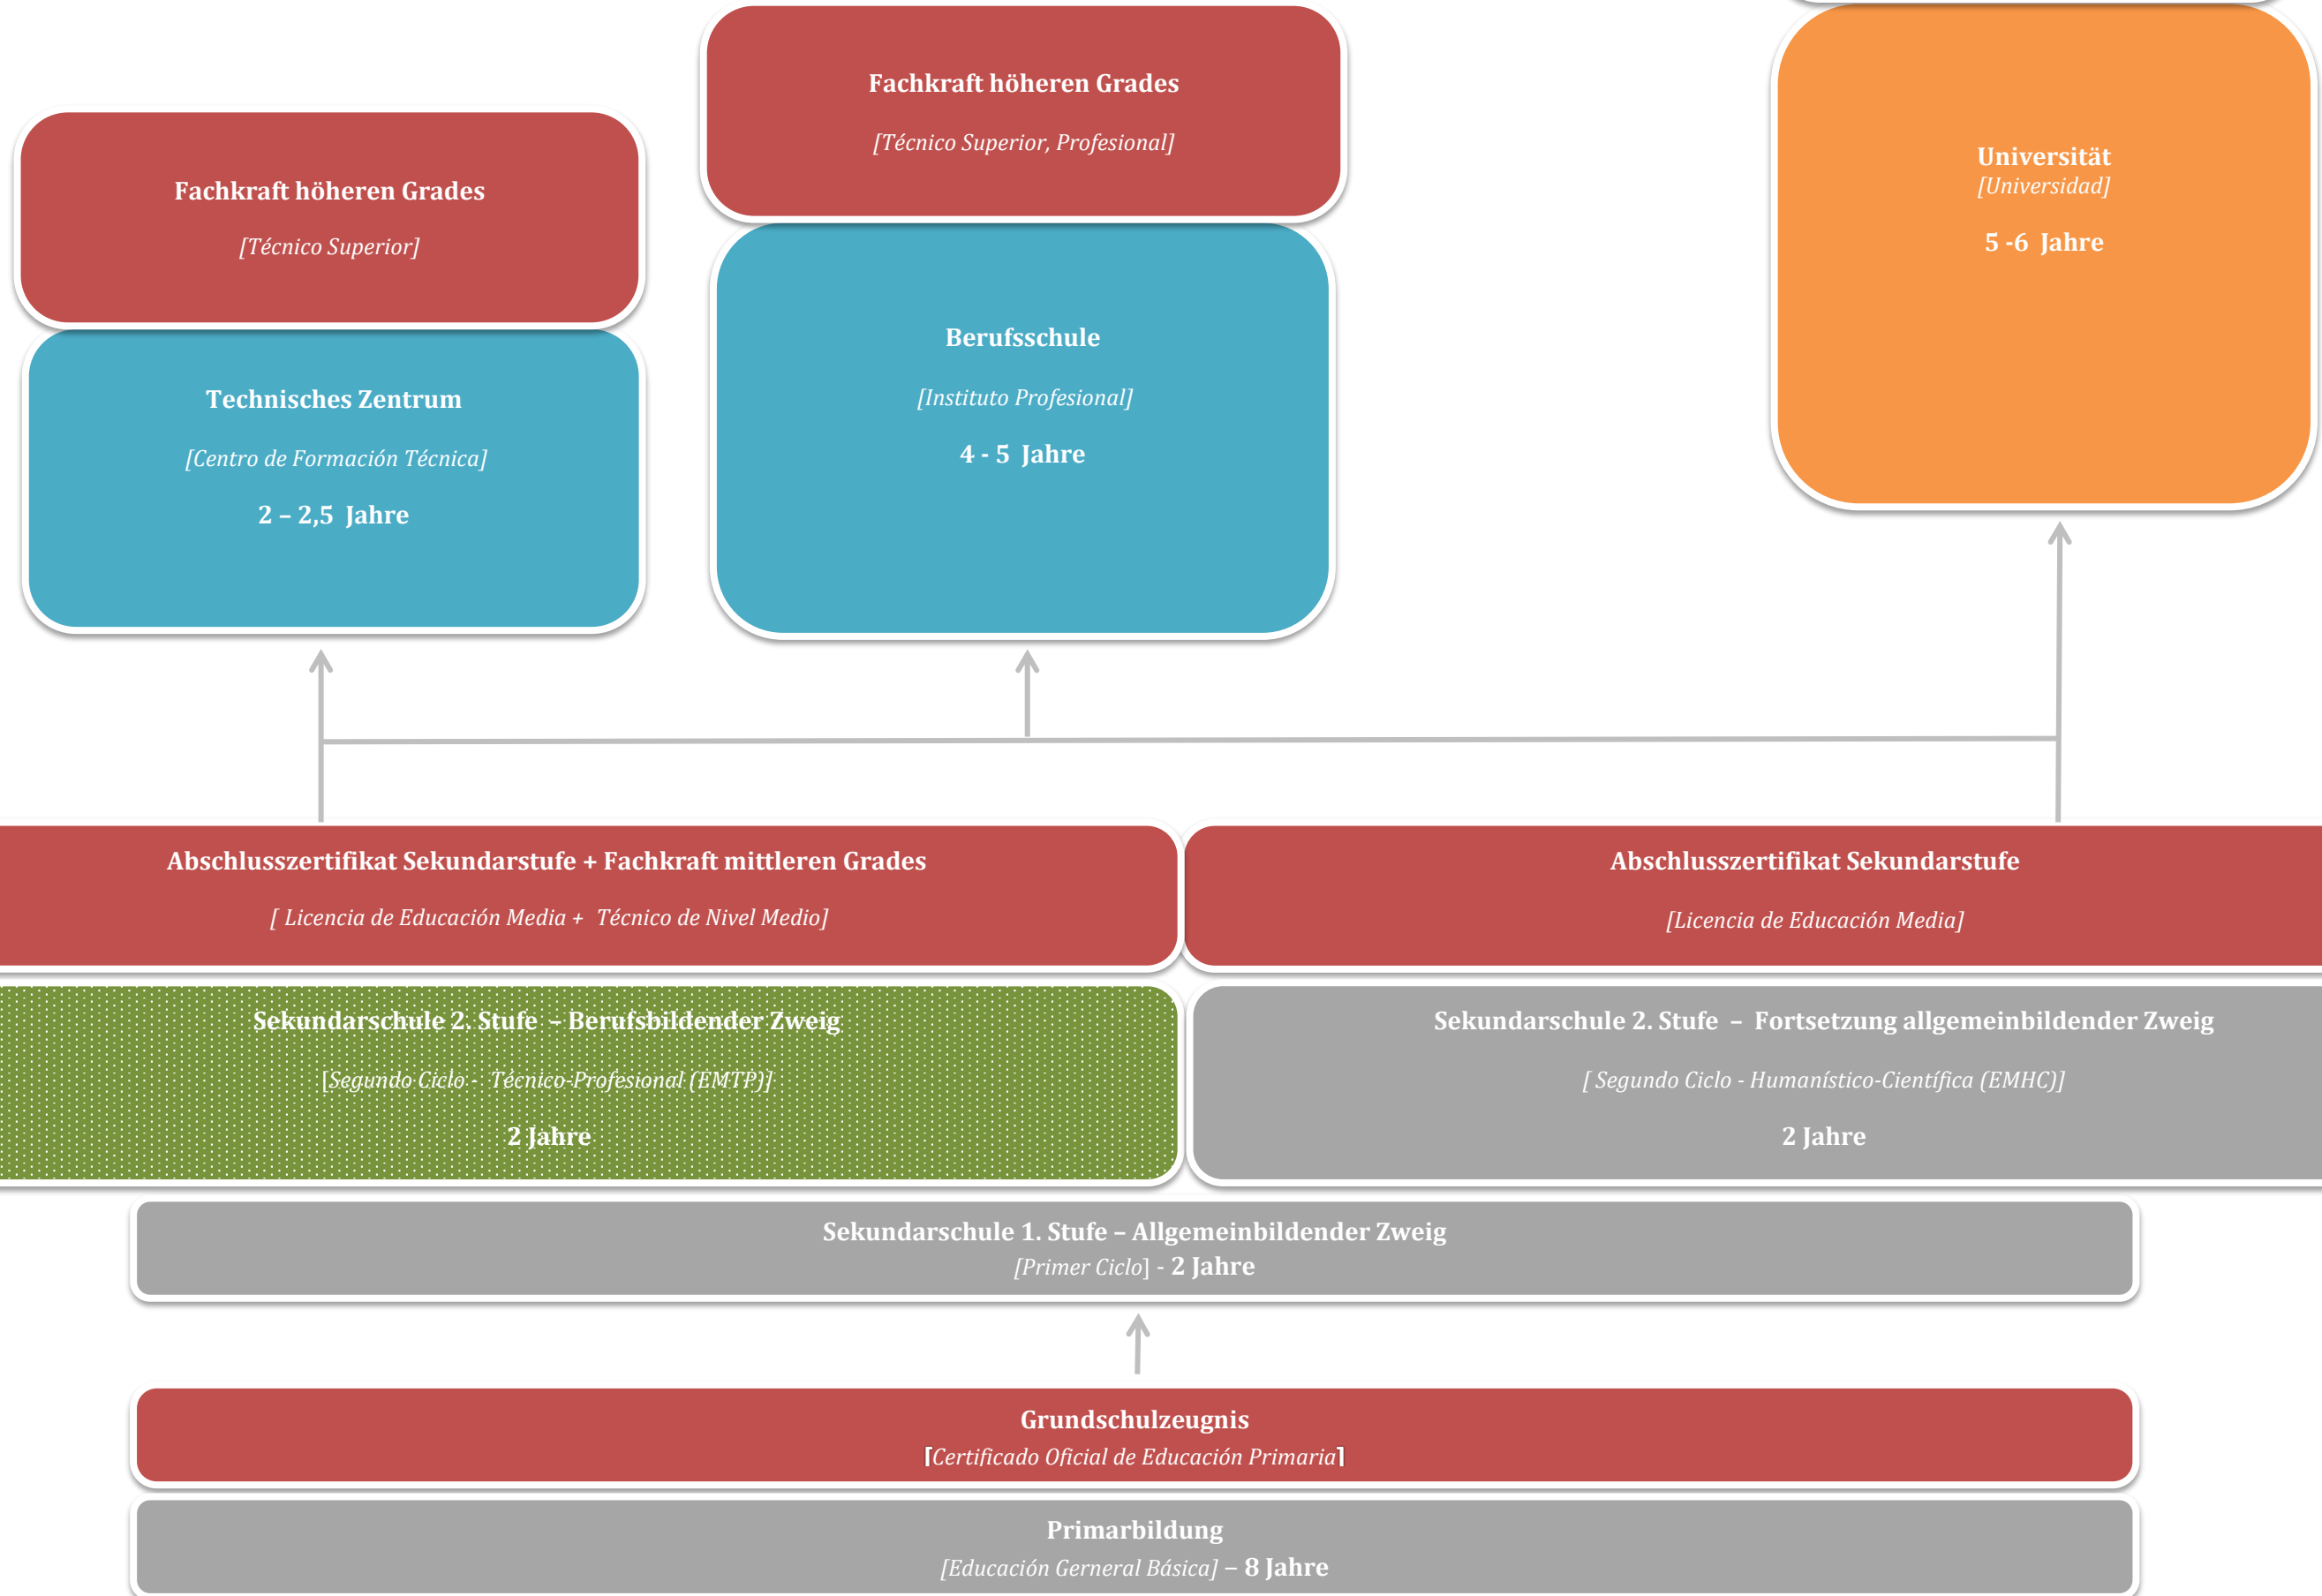 Fachkraft höheren Grades
[Técnico Superior, Profesional]
Fachkraft höheren Grades
[Técnico Superior]
Universität
[Universidad]
5 -6 Jahre
Berufsschule
[Instituto Profesional]
4 - 5 Jahre
Technisches Zentrum
[Centro de Formación Técnica]
2 – 2,5 Jahre
Abschlusszertifikat Sekundarstufe + Fachkraft mittleren Grades
[ Licencia de Educación Media + Técnico de Nivel Medio]
Abschlusszertifikat Sekundarstufe
[Licencia de Educación Media]
Sekundarschule 2. Stufe – Berufsbildender Zweig
[Segundo Ciclo - Técnico-Profesional (EMTP)]
2 Jahre
Sekundarschule 2. Stufe – Fortsetzung allgemeinbildender Zweig
[ Segundo Ciclo - Humanístico-Científica (EMHC)]
2 Jahre
Sekundarschule 1. Stufe – Allgemeinbildender Zweig
[Primer Ciclo] - 2 Jahre
Grundschulzeugnis
[Certificado Oficial de Educación Primaria]
Primarbildung
[Educación Gerneral Básica] – 8 Jahre